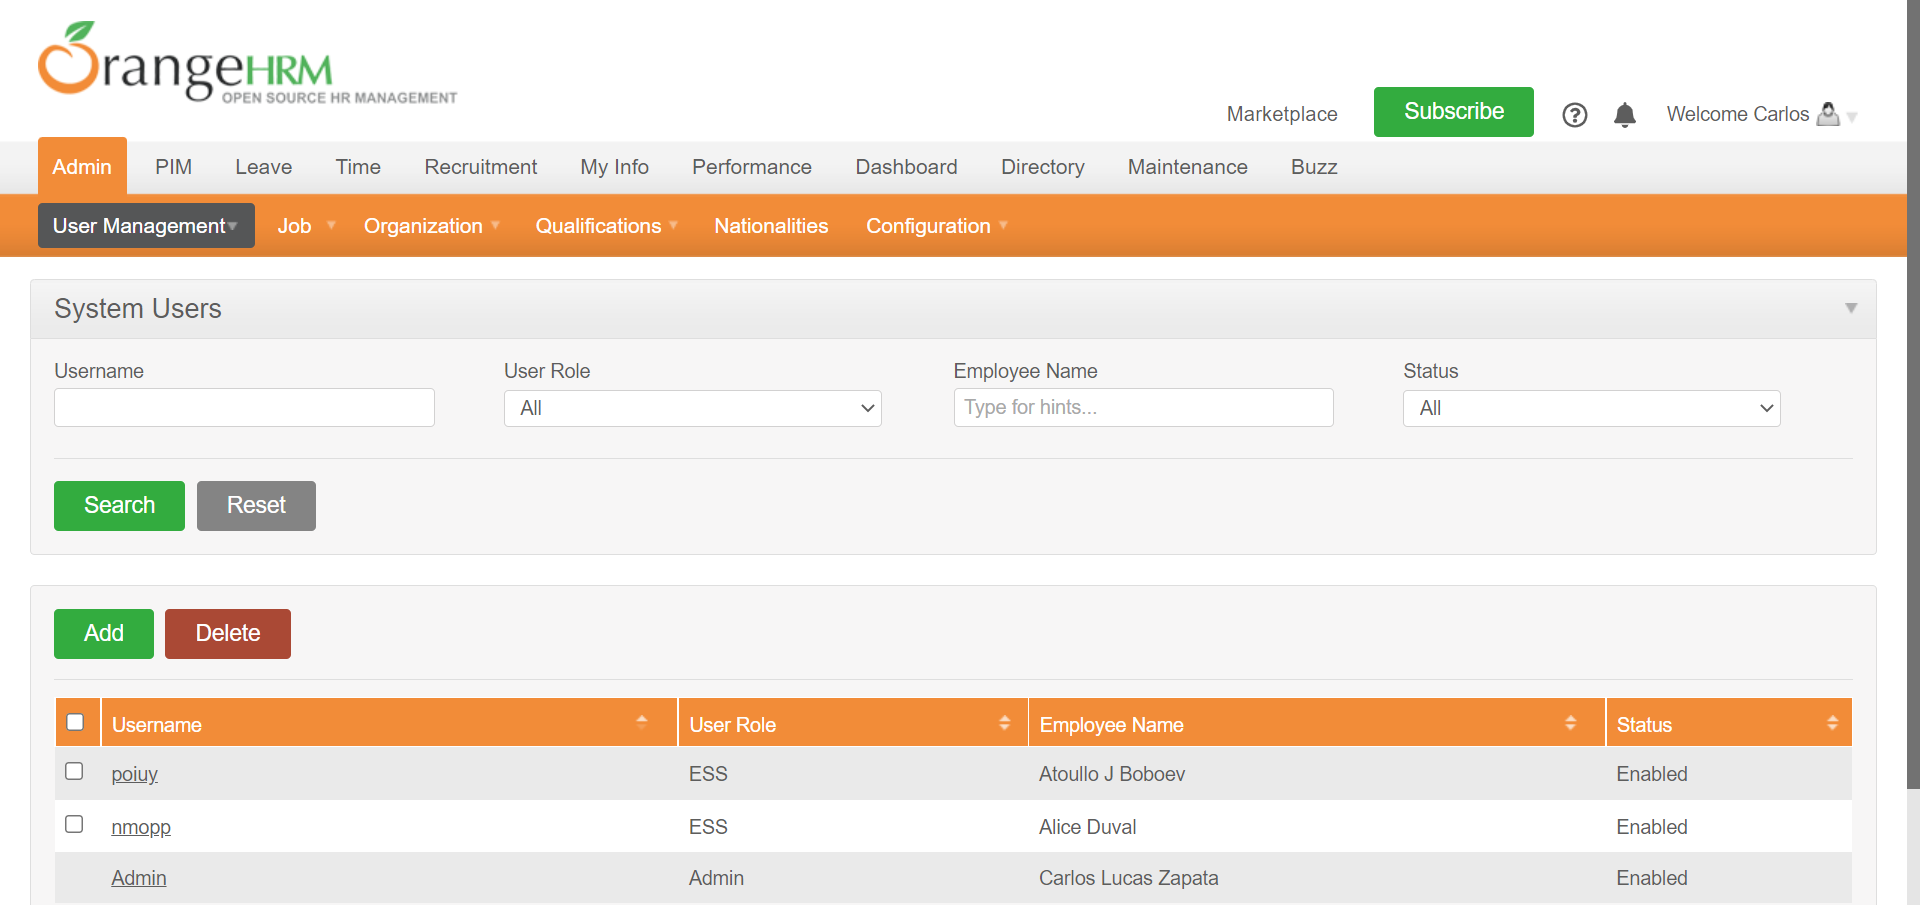 OrangeHRM
OPEN SOURCE HR MANAGEMENT
Marketplace Subscribe ? Welcome Carlos
Admin PIM Leave Time Recruitment My Info Performance Dashboard Directory Maintenance Buzz
User Management Job Organization Qualifications Nationalities Configuration
System Users
Username User Role Employee Name Status
All Type for hints... All
Search Reset
Add Delete
Username User Role Employee Name Status
poiuy ESS Atoullo J Boboev Enabled
nmopp ESS Alice Duval Enabled
Admin Admin Carlos Lucas Zapata Enabled